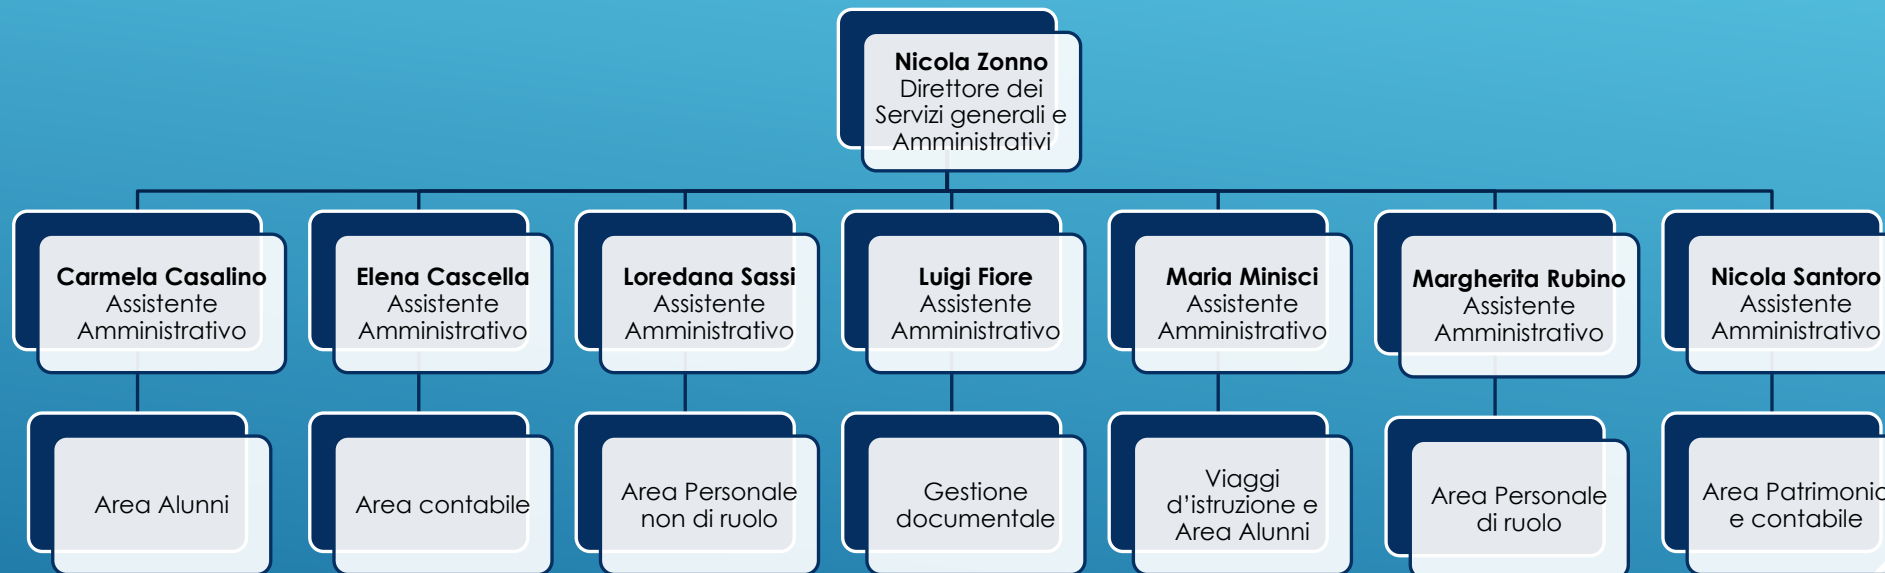 Nicola Zonno
Direttore dei
Servizi generali e
Amministrativi
Carmela Casalino
Assistente
Amministrativo
Elena Cascella
Assistente
Amministrativo
Loredana Sassi
Assistente
Amministrativo
Luigi Fiore
Assistente
Amministrativo
Maria Minisci
Assistente
Amministrativo
Margherita Rubino
Assistente
Amministrativo
Nicola Santoro
Assistente
Amministrativo
Area Alunni
Area contabile
Area Personale
non di ruolo
Gestione
documentale
Viaggi
d'istruzione e
Area Alunni
Area Personale
di ruolo
Area
e contabile